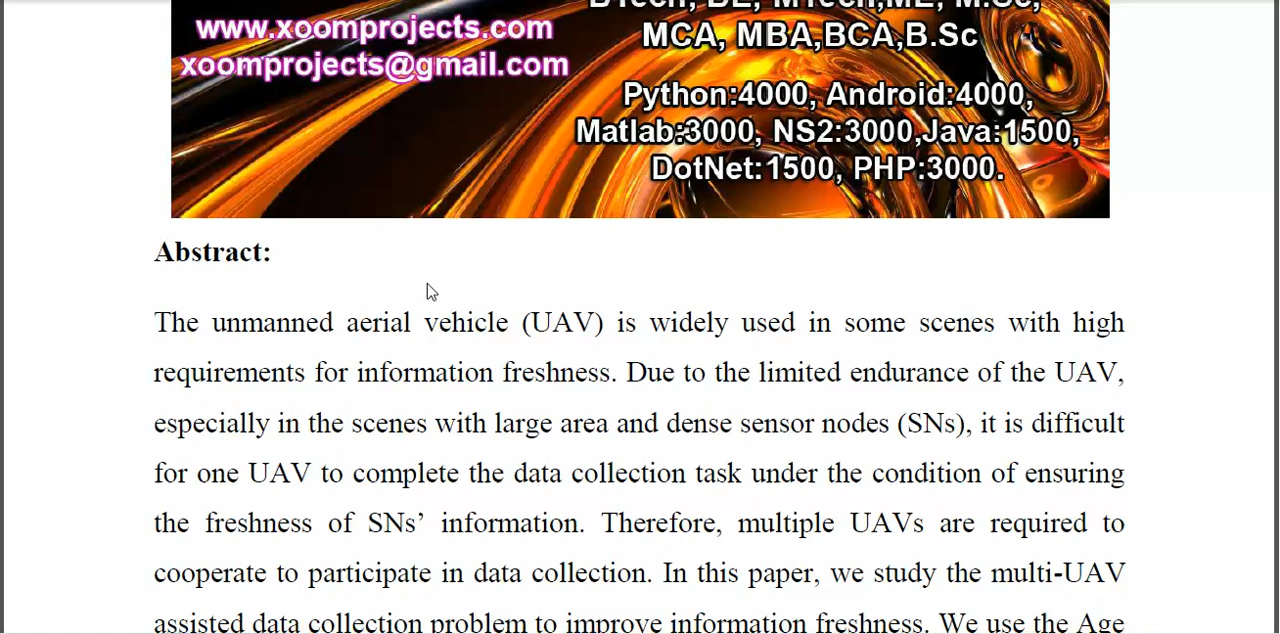 www.xoomprojects.com
xoomprojects@gmail.com
BTech, BE, MTech,ME, M.Sc,
MCA, MBA,BCA,B.Sc
Python:4000, Android:4000,
Matlab:3000, NS2:3000,Java:1500,
DotNet:1500, PHP:3000.
Abstract:
The unmanned aerial vehicle (UAV) is widely used in some scenes with high
requirements for information freshness. Due to the limited endurance of the UAV,
especially in the scenes with large area and dense sensor nodes (SNs), it is difficult
for one UAV to complete the data collection task under the condition of ensuring
the freshness of SNs’ information. Therefore, multiple UAVs are required to
cooperate to participate in data collection. In this paper, we study the multi-UAV
assisted data collection problem to improve information freshness. We use the Age